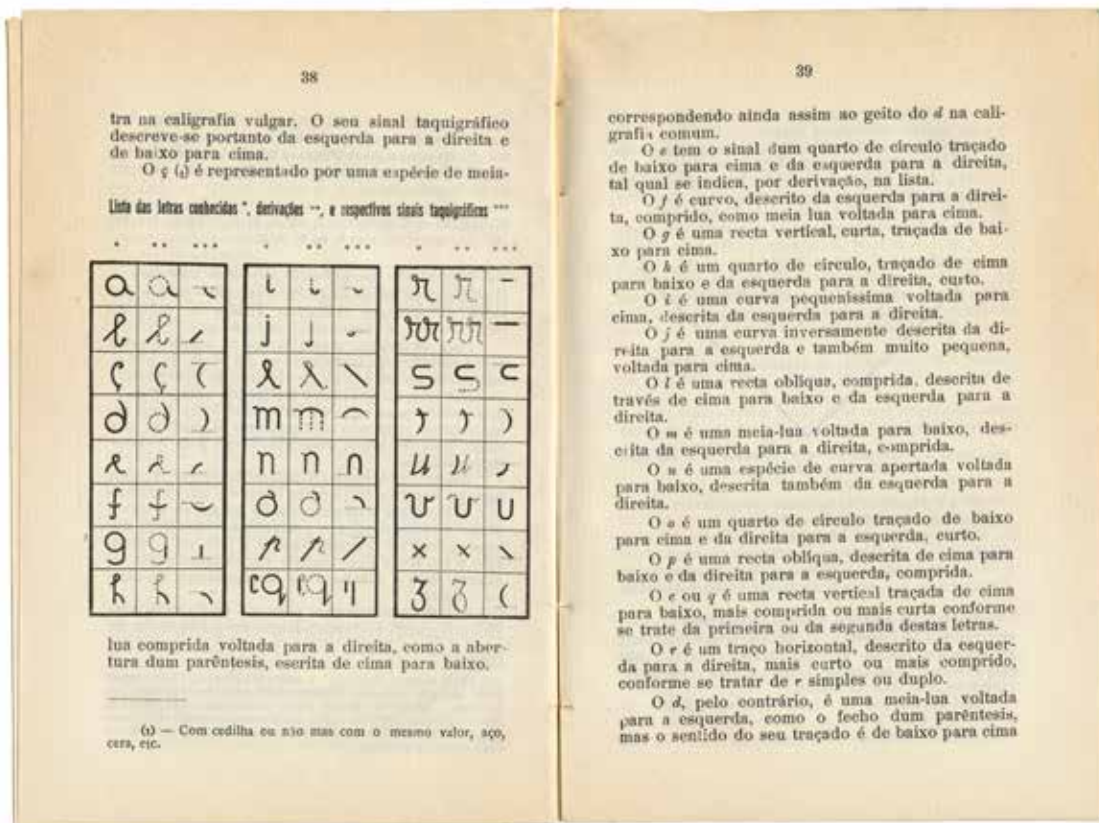 38
tra na caligrafia vulgar. O seu sinal taquigráfico
descreve-se portanto da esquerda para a direita e
de baixo para cima.
O ç (1) é representado por uma espécie de meia-
Lista das letras conhecidas *, derivações **, e respectivos sinais taquigráficos ***
* ** *** * ** *** * ** ***
a a i i r r
l l j j rr rr
ç ç l l s s
d d m m t t
e e n n u u
f f o o v v
g g p p x x
h h c q c q z z
lua comprida voltada para a direita, como a aber-
tura dum parêntesis, escrita de cima para baixo.
(1) — Com cedilha ou não mas com o mesmo valor, aço,
cera, etc.
39
correspondendo ainda assim ao geito do d na cali-
grafia comum.
O e tem o sinal dum quarto de círculo traçado
de baixo para cima e da esquerda para a direita,
tal qual se indica, por derivação, na lista.
O f é curvo, descrito da esquerda para a direi-
ta, comprido, como meia lua voltada para cima.
O g é uma recta vertical, curta, traçada de bai-
xo para cima.
O h é um quarto de círculo, traçado de cima
para baixo e da esquerda para a direita, curto.
O i é uma curva pequeníssima voltada para
cima, descrita da esquerda para a direita.
O j é uma curva inversamente descrita da di-
reita para a esquerda e também muito pequena,
voltada para cima.
O l é uma recta oblíqua, comprida, descrita de
través de cima para baixo e da esquerda para a
direita.
O m é uma meia-lua voltada para baixo, des-
crita da esquerda para a direita, comprida.
O n é uma espécie de curva apertada voltada
para baixo, descrita também da esquerda para a
direita.
O o é um quarto de círculo traçado de baixo
para cima e da direita para a esquerda, curto.
O p é uma recta oblíqua, descrita de cima para
baixo e da direita para a esquerda, comprida.
O c ou q é uma recta vertical traçada de cima
para baixo, mais comprida ou mais curta conforme
se trate da primeira ou da segunda destas letras.
O r é um traço horizontal, descrito da esquer-
da para a direita, mais curto ou mais comprido,
conforme se tratar de r simples ou duplo.
O d, pelo contrário, é uma meia-lua voltada
para a esquerda, como o fecho dum parêntesis,
mas o sentido do seu traçado é de baixo para cima